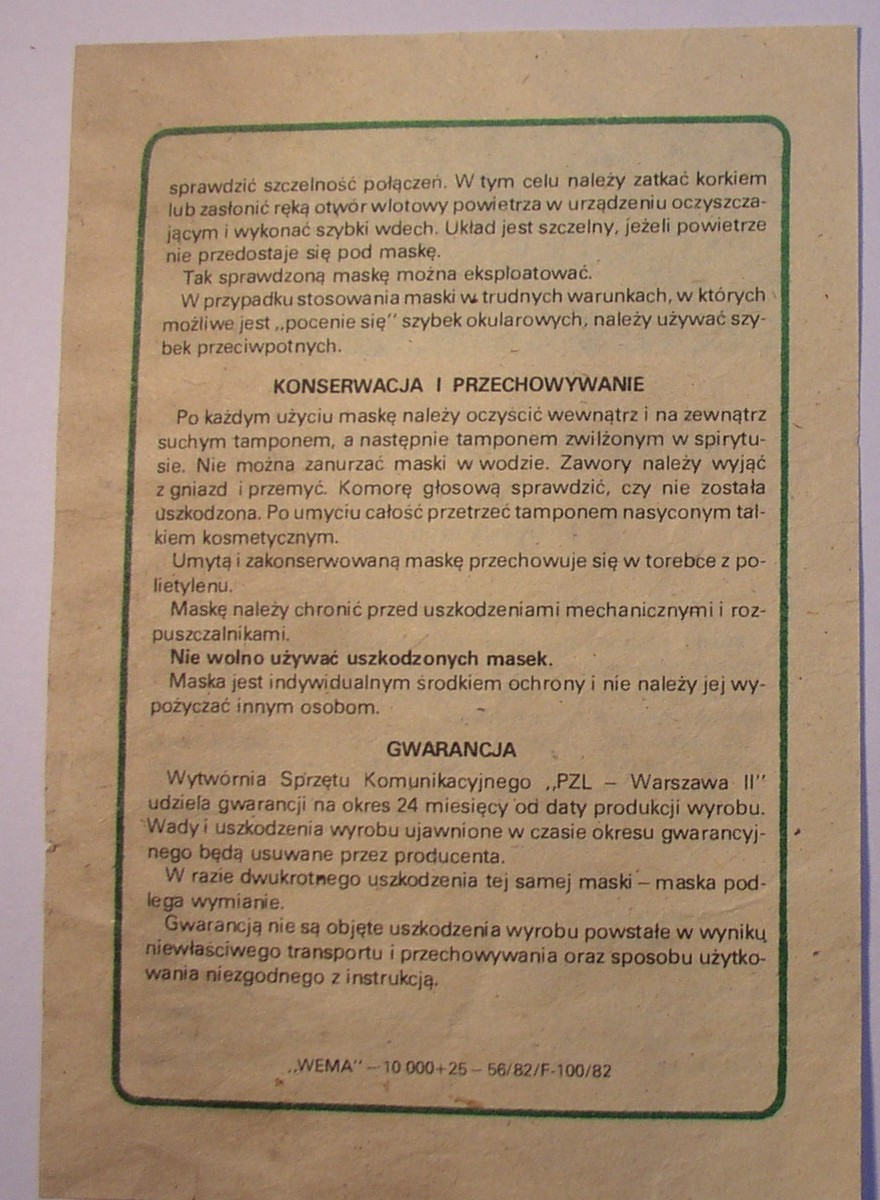 sprawdzić szczelność połączeń. W tym celu należy zatkać korkiem
lub zasłonić ręką otwór wlotowy powietrza w urządzeniu oczyszcza-
jącym i wykonać szybki wdech. Układ jest szczelny, jeżeli powietrze
nie przedostaje się pod maskę.
Tak sprawdzoną maskę można eksploatować.
W przypadku stosowania maski w trudnych warunkach, w których
możliwe jest „pocenie się" szybek okularowych, należy używać szy-
bek przeciwpotnych.
KONSERWACJA I PRZECHOWYWANIE
Po każdym użyciu maskę należy oczyścić wewnątrz i na zewnątrz
suchym tamponem, a następnie tamponem zwilżonym w spirytu-
sie. Nie można zanurzać maski w wodzie. Zawory należy wyjąć
z gniazd i przemyć. Komorę głosową sprawdzić, czy nie została
uszkodzona. Po umyciu całość przetrzeć tamponem nasyconym tal-
kiem kosmetycznym.
Umytą i zakonserwowaną maskę przechowuje się w torebce z po-
lietylenu.
Maskę należy chronić przed uszkodzeniami mechanicznymi i roz-
puszczalnikami.
Nie wolno używać uszkodzonych masek.
Maska jest indywidualnym środkiem ochrony i nie należy jej wy-
pożyczać innym osobom.
GWARANCJA
Wytwórnia Sprzętu Komunikacyjnego „PZL – Warszawa II"
udziela gwarancji na okres 24 miesięcy od daty produkcji wyrobu.
Wady i uszkodzenia wyrobu ujawnione w czasie okresu gwarancyj-
nego będą usuwane przez producenta.
W razie dwukrotnego uszkodzenia tej samej maski – maska pod-
lega wymianie.
Gwarancją nie są objęte uszkodzenia wyrobu powstałe w wyniku
niewłaściwego transportu i przechowywania oraz sposobu użytko-
wania niezgodnego z instrukcją.
„WEMA" – 10 000+25 – 56/82/F-100/82